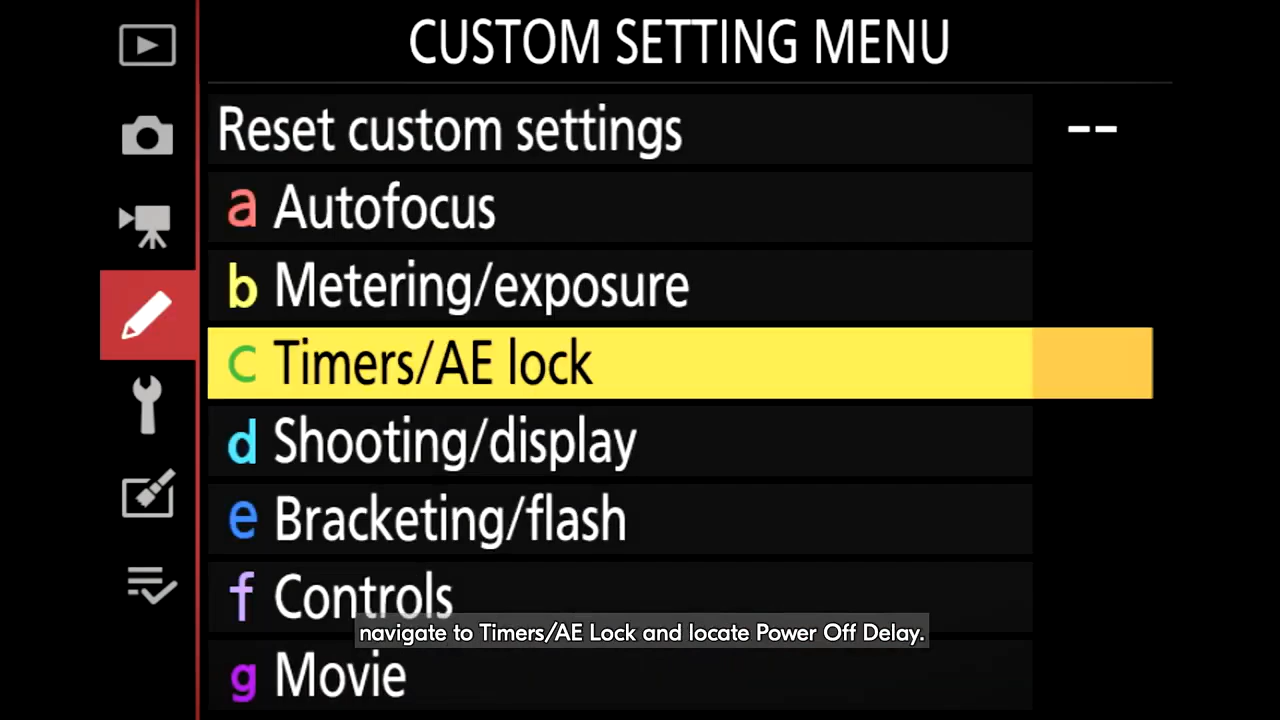 CUSTOM SETTING MENU
Reset custom settings --
a Autofocus
b Metering/exposure
c Timers/AE lock
d Shooting/display
e Bracketing/flash
f Controls
navigate to Timers/AE Lock and locate Power Off Delay.
g Movie